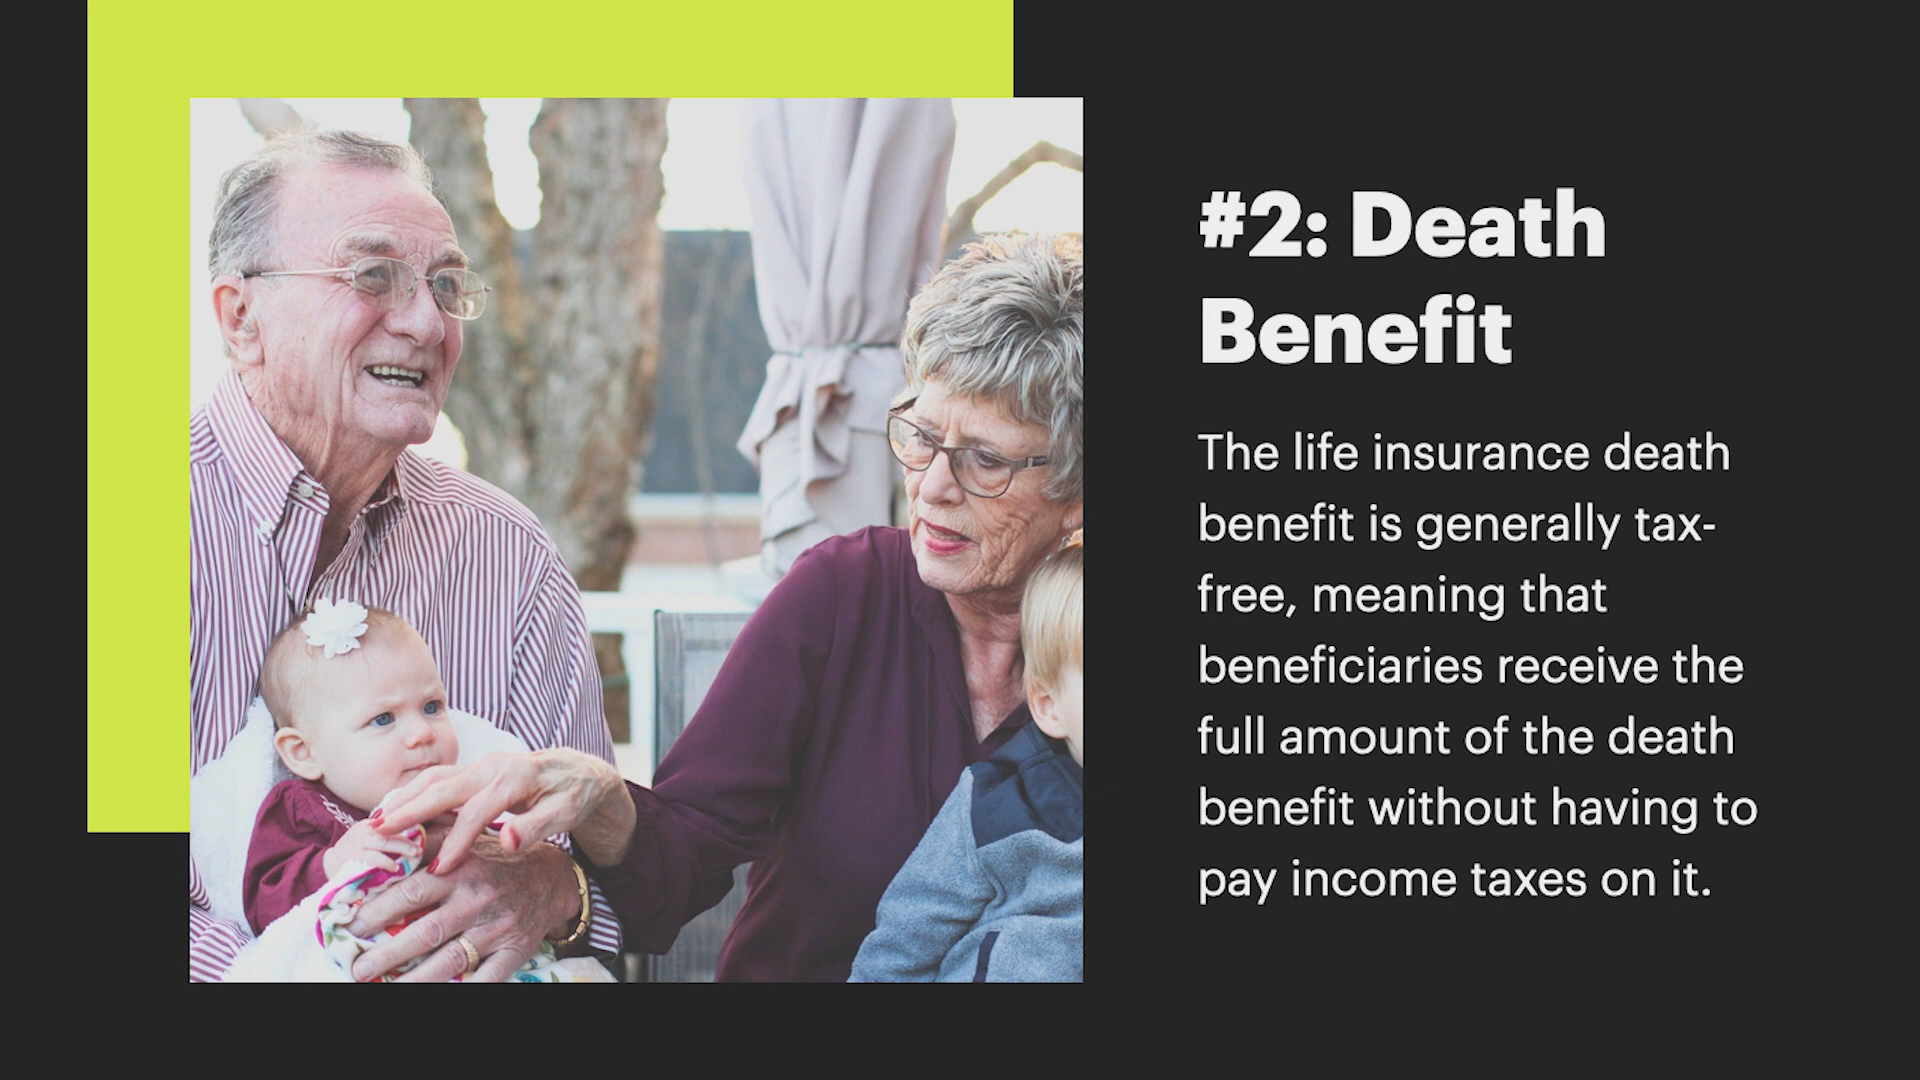 #2: Death
Benefit
The life insurance death
benefit is generally tax-
free, meaning that
beneficiaries receive the
full amount of the death
benefit without having to
pay income taxes on it.